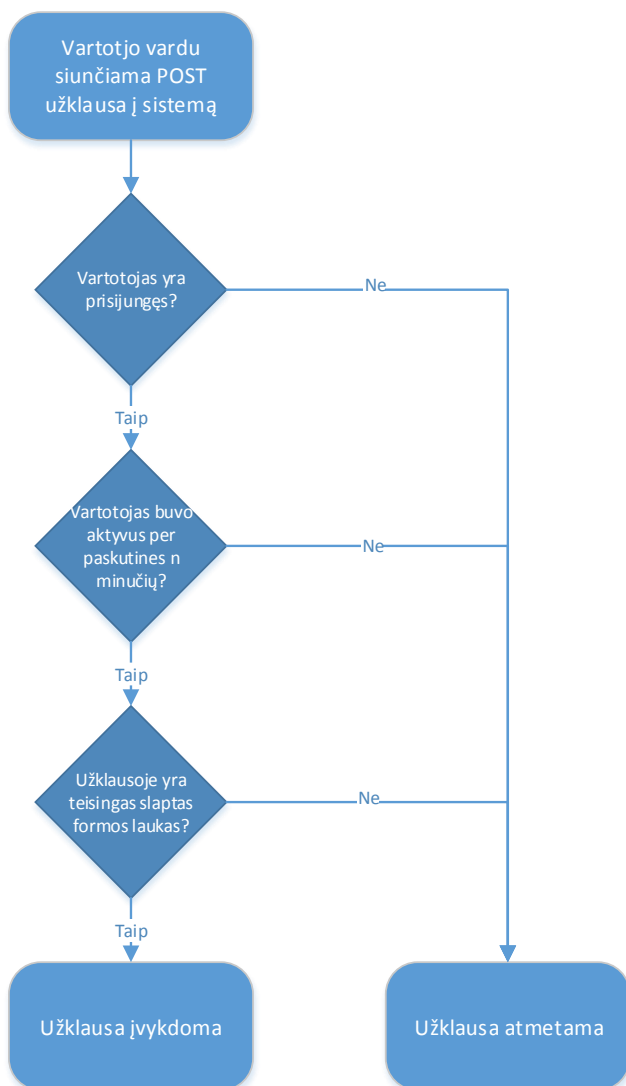 Vartotjo vardu
siunčiama POST
užklausa į sistemą
Vartotojas yra
prisijungęs?
Ne
Taip
Vartotojas buvo
aktyvus per
paskutines n
minučių?
Ne
Taip
Užklausoje yra
teisingas slaptas
formos laukas?
Ne
Taip
Užklausa įvykdoma
Užklausa atmetama